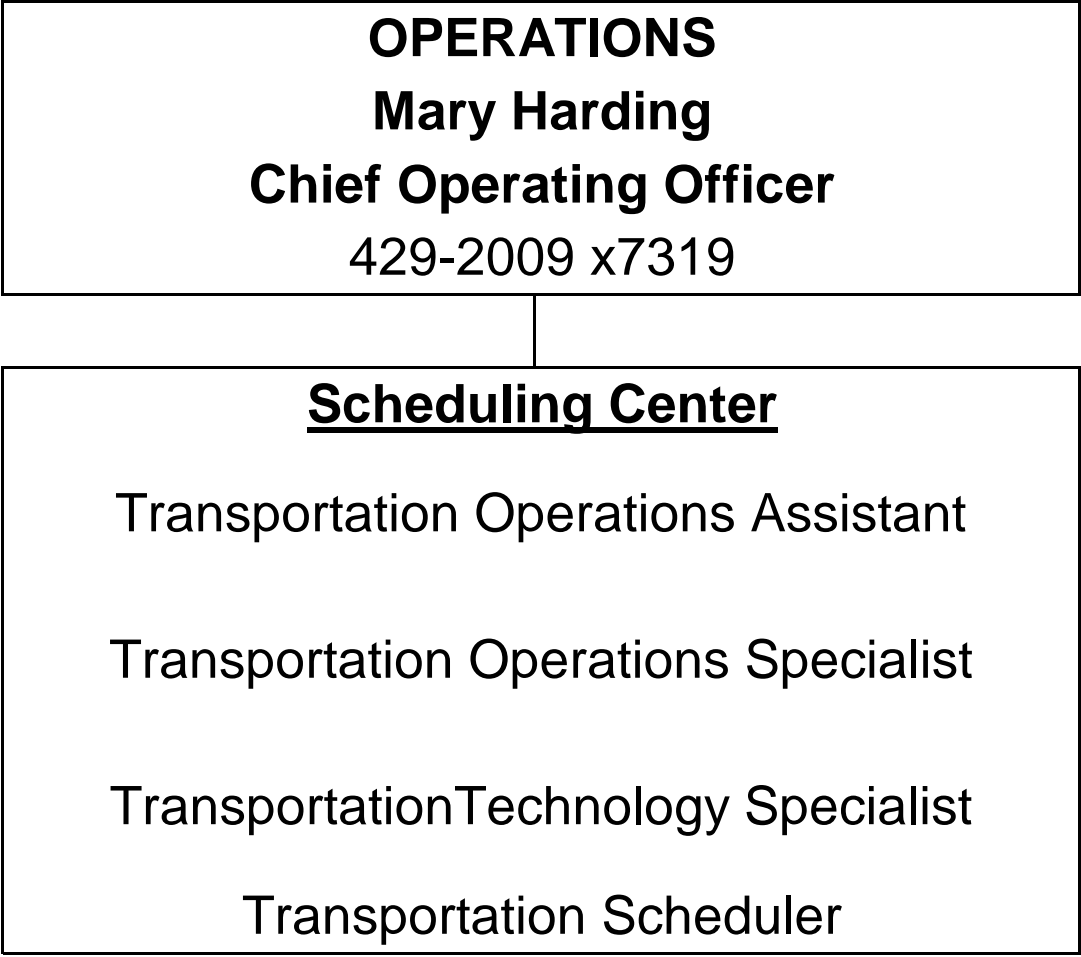 OPERATIONS
Mary Harding
Chief Operating Officer
429-2009 x7319
Scheduling Center
Transportation Operations Assistant
Transportation Operations Specialist
TransportationTechnology Specialist
Transportation Scheduler